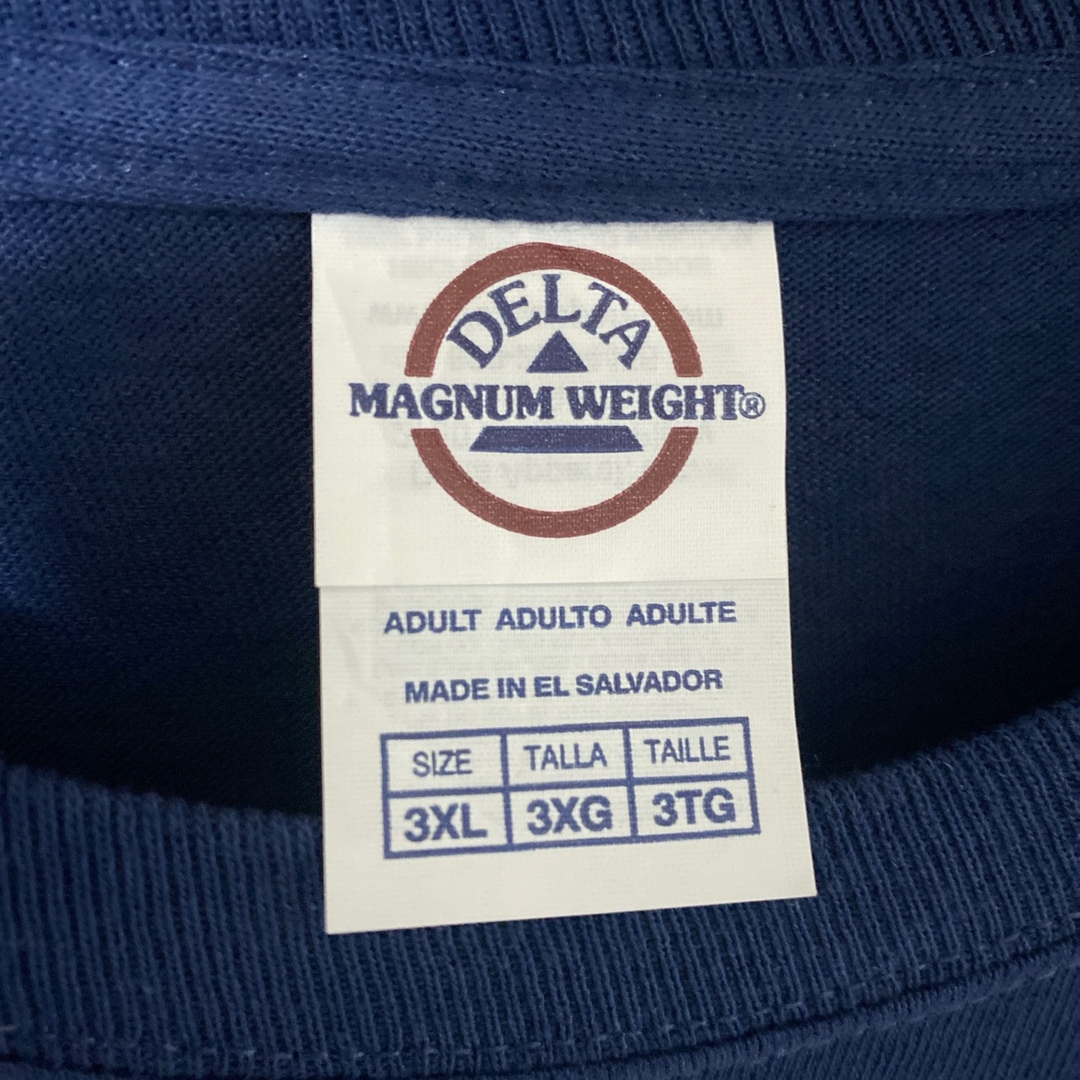 DELTA
MAGNUM WEIGHT®
ADULT ADULTO ADULTE
MADE IN EL SALVADOR
SIZE TALLA TAILLE
3XL 3XG 3TG